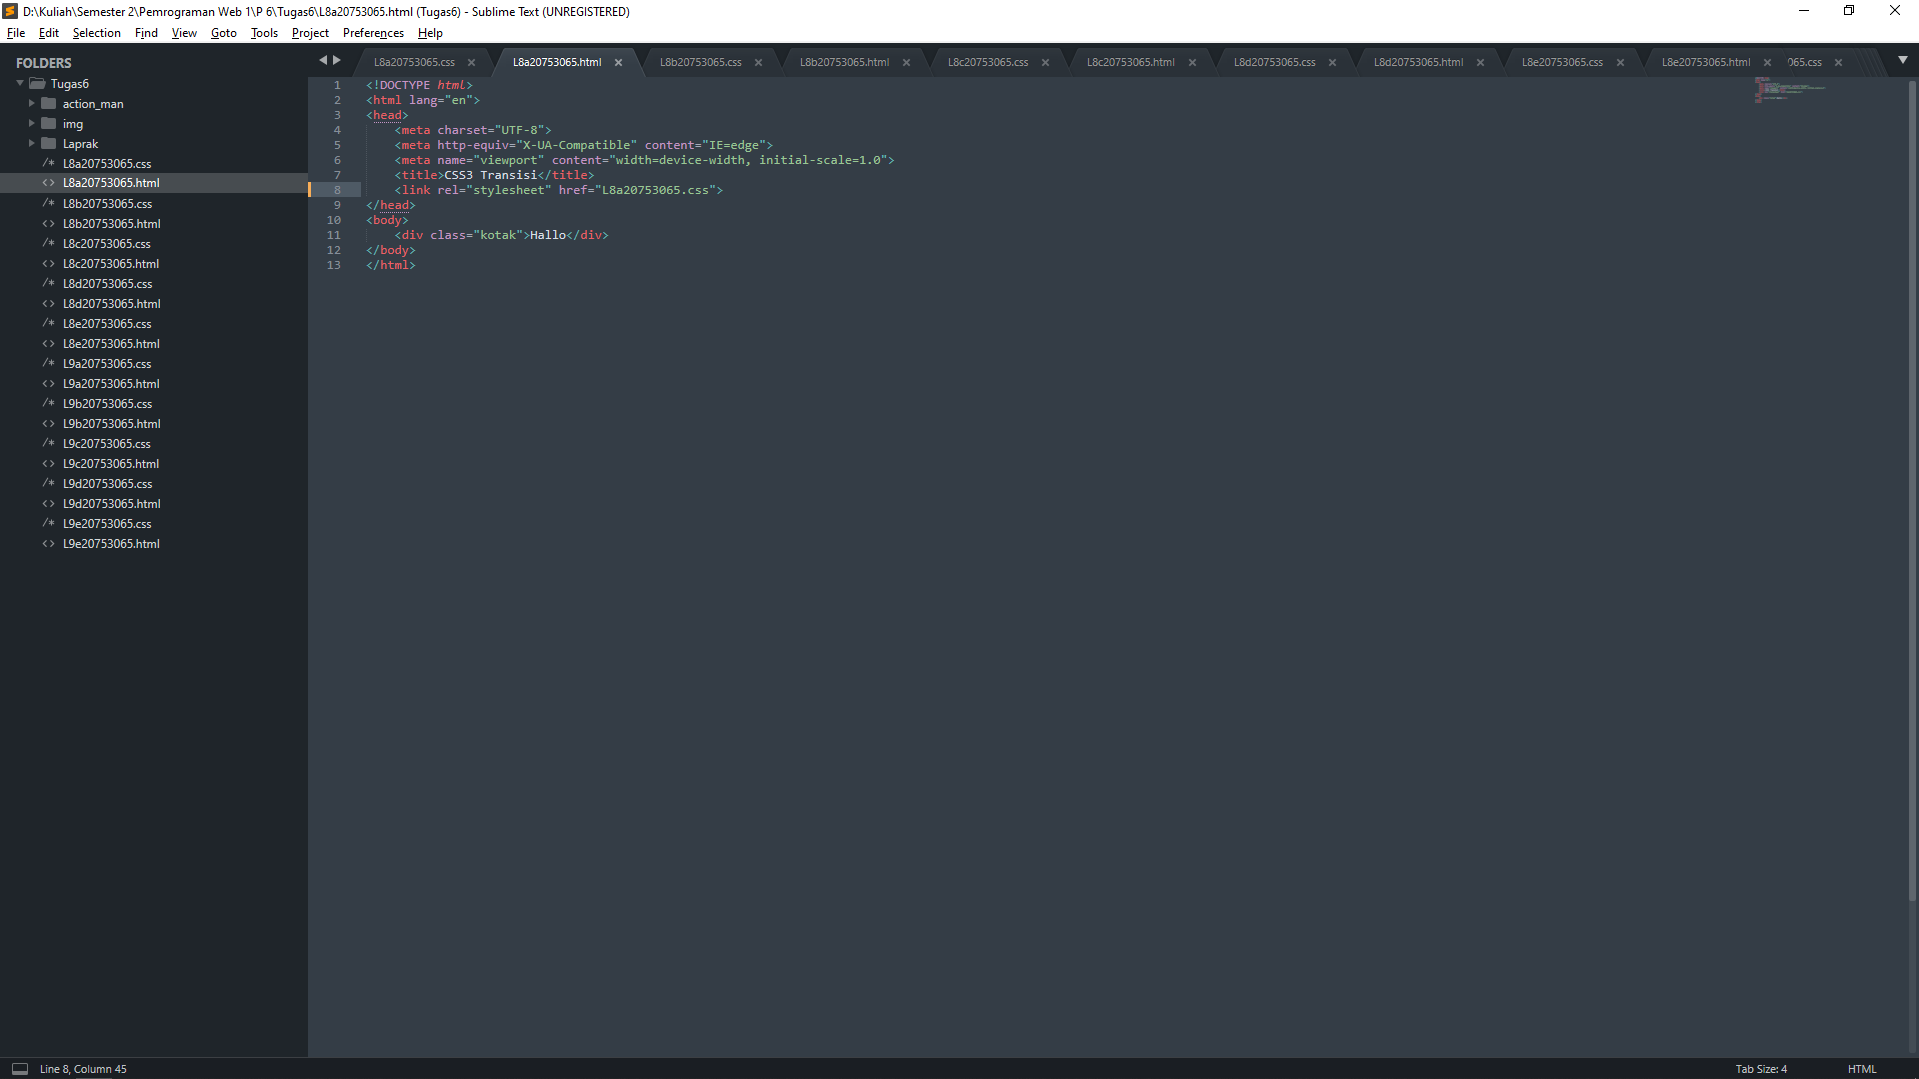 D:\Kuliah\Semester 2\Pemrograman Web 1\P 6\Tugas6\L8a20753065.html (Tugas6) - Sublime Text (UNREGISTERED)
File Edit Selection Find View Goto Tools Project Preferences Help
FOLDERS
Tugas6
action_man
img
Laprak
/* L8a20753065.css
<> L8a20753065.html
/* L8b20753065.css
<> L8b20753065.html
/* L8c20753065.css
<> L8c20753065.html
/* L8d20753065.css
<> L8d20753065.html
/* L8e20753065.css
<> L8e20753065.html
/* L9a20753065.css
<> L9a20753065.html
/* L9b20753065.css
<> L9b20753065.html
/* L9c20753065.css
<> L9c20753065.html
/* L9d20753065.css
<> L9d20753065.html
/* L9e20753065.css
<> L9e20753065.html
L8a20753065.css L8a20753065.html L8b20753065.css L8b20753065.html L8c20753065.css L8c20753065.html L8d20753065.css L8d20753065.html L8e20753065.css L8e20753065.html 065.css
1 <!DOCTYPE html>
2 <html lang="en">
3 <head>
4 <meta charset="UTF-8">
5 <meta http-equiv="X-UA-Compatible" content="IE=edge">
6 <meta name="viewport" content="width=device-width, initial-scale=1.0">
7 <title>CSS3 Transisi</title>
8 <link rel="stylesheet" href="L8a20753065.css">
9 </head>
10 <body>
11 <div class="kotak">Hallo</div>
12 </body>
13 </html>
Line 8, Column 45
Tab Size: 4
HTML